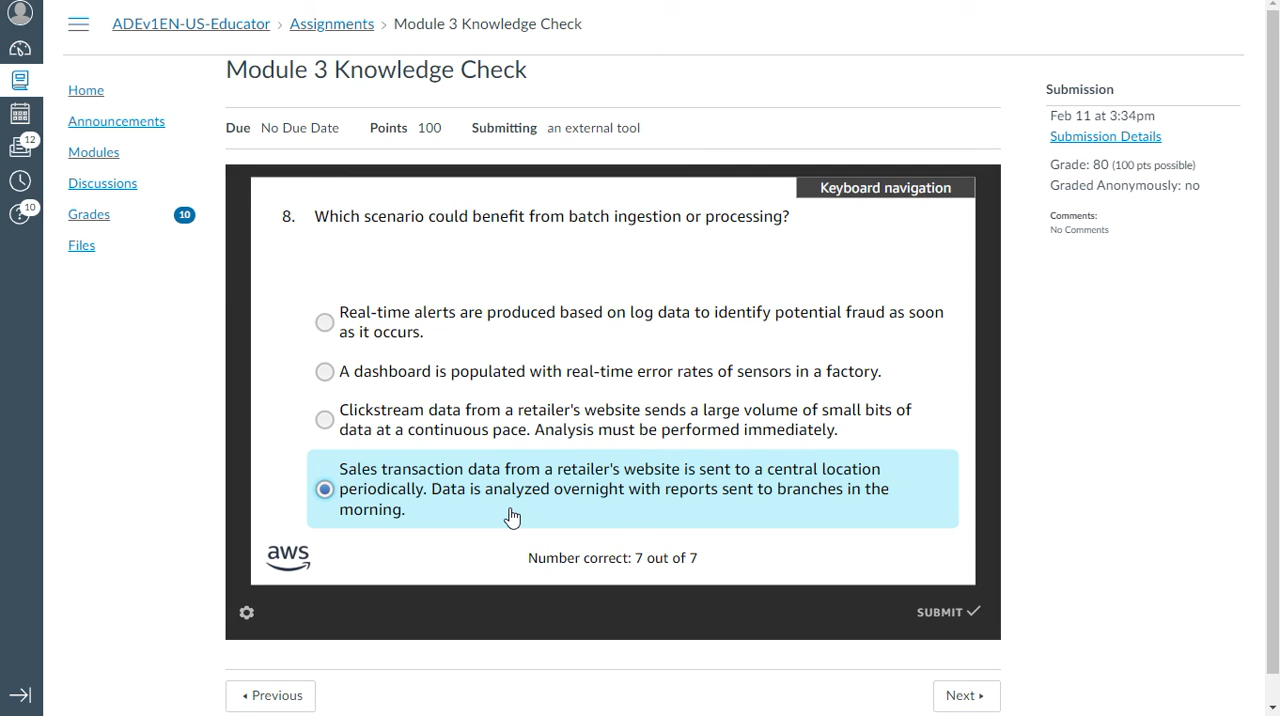 ADEv1EN-US-Educator › Assignments › Module 3 Knowledge Check
Module 3 Knowledge Check
Home
Announcements
Modules
Discussions
Grades 10
Files
12
10
Due No Due Date Points 100 Submitting an external tool
Keyboard navigation
8. Which scenario could benefit from batch ingestion or processing?
Real-time alerts are produced based on log data to identify potential fraud as soon
as it occurs.
A dashboard is populated with real-time error rates of sensors in a factory.
Clickstream data from a retailer's website sends a large volume of small bits of
data at a continuous pace. Analysis must be performed immediately.
Sales transaction data from a retailer's website is sent to a central location
periodically. Data is analyzed overnight with reports sent to branches in the
morning.
aws
Number correct: 7 out of 7
SUBMIT
Previous
Next
Submission
Feb 11 at 3:34pm
Submission Details
Grade: 80 (100 pts possible)
Graded Anonymously: no
Comments:
No Comments